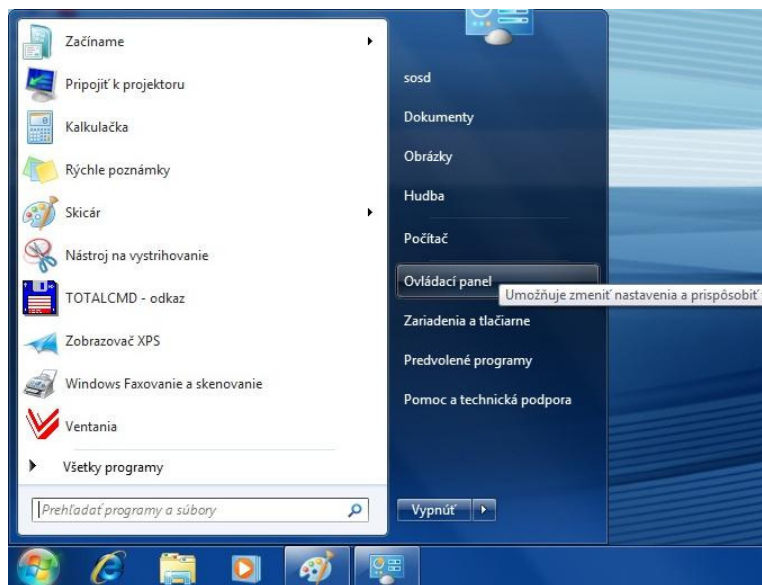 Začíname
Pripojiť k projektoru
Kalkulačka
Rýchle poznámky
Skicár
Nástroj na vystrihovanie
TOTALCMD - odkaz
Zobrazovač XPS
Windows Faxovanie a skenovanie
Ventania
Všetky programy
Prehľadať programy a súbory
sosd
Dokumenty
Obrázky
Hudba
Počítač
Ovládací panel
Umožňuje zmeniť nastavenia a prispôsobiť
Zariadenia a tlačiarne
Predvolené programy
Pomoc a technická podpora
Vypnúť